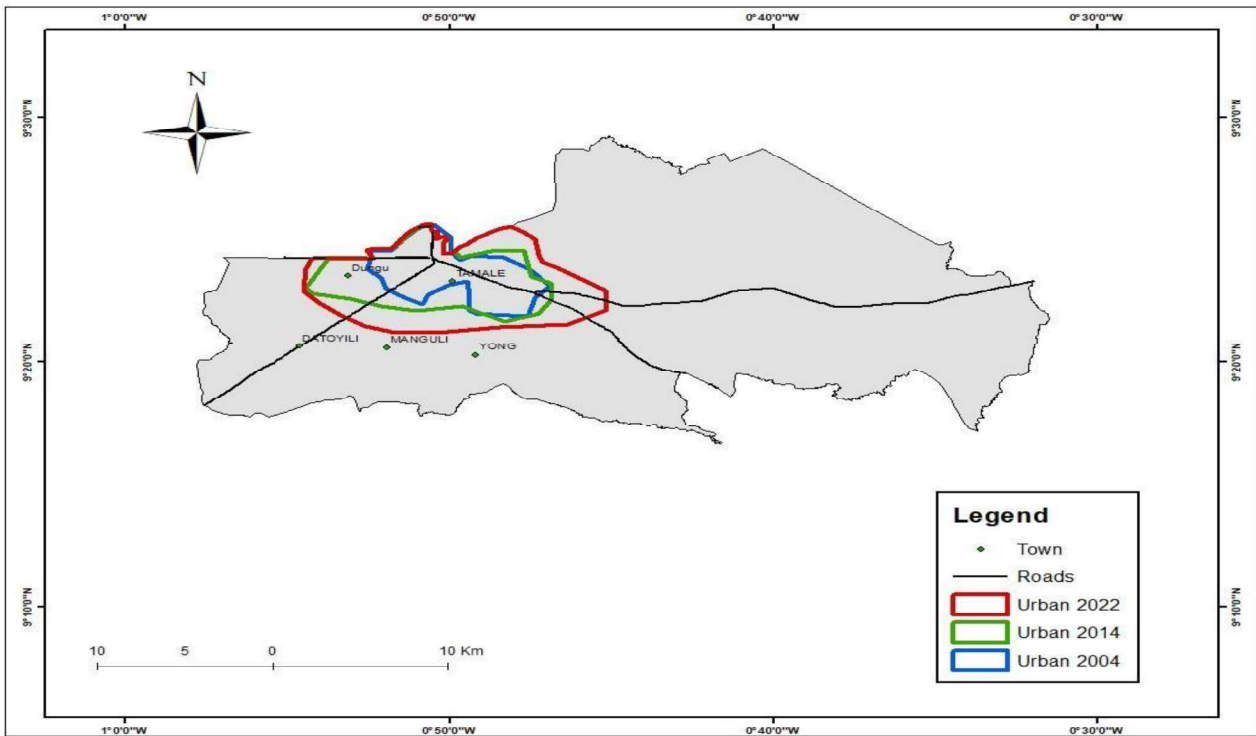 1°0'0"W 0°50'0"W 0°40'0"W 0°30'0"W
N
9°30'0"N 9°30'0"N
Dungu
TAMALE
DATOYILI MANGULI YONG
9°20'0"N 9°20'0"N
Legend
Town
Roads
Urban 2022
Urban 2014
Urban 2004
9°10'0"N 9°10'0"N
10 5 0 10 Km
1°0'0"W 0°50'0"W 0°40'0"W 0°30'0"W